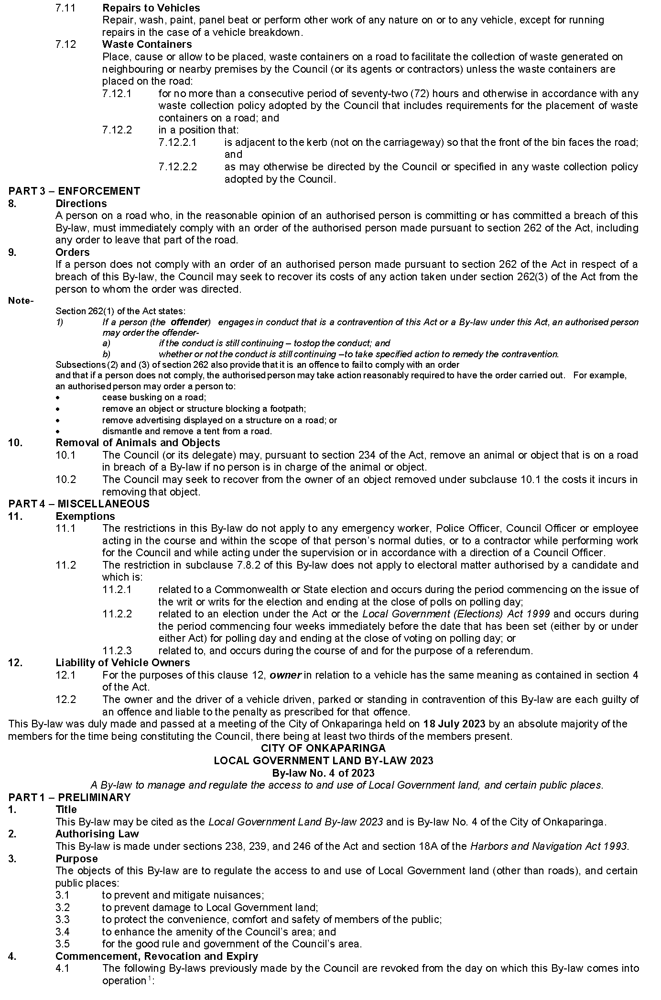 7.11 Repairs to Vehicles
Repair, wash, paint, panel beat or perform other work of any nature on or to any vehicle, except for running
repairs in the case of a vehicle breakdown.
7.12 Waste Containers
Place, cause or allow to be placed, waste containers on a road to facilitate the collection of waste generated on
neighbouring or nearby premises by the Council (or its agents or contractors) unless the waste containers are
placed on the road:
7.12.1 for no more than a consecutive period of seventy-two (72) hours and otherwise in accordance with any
waste collection policy adopted by the Council that includes requirements for the placement of waste
containers on a road; and
7.12.2 in a position that:
7.12.2.1 is adjacent to the kerb (not on the carriageway) so that the front of the bin faces the road;
and
7.12.2.2 as may otherwise be directed by the Council or specified in any waste collection policy
adopted by the Council.
PART 3 – ENFORCEMENT
8. Directions
A person on a road who, in the reasonable opinion of an authorised person is committing or has committed a breach of this
By-law, must immediately comply with an order of the authorised person made pursuant to section 262 of the Act, including
any order to leave that part of the road.
9. Orders
If a person does not comply with an order of an authorised person made pursuant to section 262 of the Act in respect of a
breach of this By-law, the Council may seek to recover its costs of any action taken under section 262(3) of the Act from the
person to whom the order was directed.
Note-
Section 262(1) of the Act states:
1) If a person (the offender) engages in conduct that is a contravention of this Act or a By-law under this Act, an authorised person
may order the offender-
a) if the conduct is still continuing – tostop the conduct; and
b) whether or not the conduct is still continuing –to take specified action to remedy the contravention.
Subsections (2) and (3) of section 262 also provide that it is an offence to fail to comply with an order
and that if a person does not comply, the authorised person may take action reasonably required to have the order carried out. For example,
an authorised person may order a person to:
• cease busking on a road;
• remove an object or structure blocking a footpath;
• remove advertising displayed on a structure on a road; or
• dismantle and remove a tent from a road.
10. Removal of Animals and Objects
10.1 The Council (or its delegate) may, pursuant to section 234 of the Act, remove an animal or object that is on a road
in breach of a By-law if no person is in charge of the animal or object.
10.2 The Council may seek to recover from the owner of an object removed under subclause 10.1 the costs it incurs in
removing that object.
PART 4 – MISCELLANEOUS
11. Exemptions
11.1 The restrictions in this By-law do not apply to any emergency worker, Police Officer, Council Officer or employee
acting in the course and within the scope of that person's normal duties, or to a contractor while performing work
for the Council and while acting under the supervision or in accordance with a direction of a Council Officer.
11.2 The restriction in subclause 7.8.2 of this By-law does not apply to electoral matter authorised by a candidate and
which is:
11.2.1 related to a Commonwealth or State election and occurs during the period commencing on the issue of
the writ or writs for the election and ending at the close of polls on polling day;
11.2.2 related to an election under the Act or the Local Government (Elections) Act 1999 and occurs during
the period commencing four weeks immediately before the date that has been set (either by or under
either Act) for polling day and ending at the close of voting on polling day; or
11.2.3 related to, and occurs during the course of and for the purpose of a referendum.
12. Liability of Vehicle Owners
12.1 For the purposes of this clause 12, owner in relation to a vehicle has the same meaning as contained in section 4
of the Act.
12.2 The owner and the driver of a vehicle driven, parked or standing in contravention of this By-law are each guilty of
an offence and liable to the penalty as prescribed for that offence.
This By-law was duly made and passed at a meeting of the City of Onkaparinga held on 18 July 2023 by an absolute majority of the
members for the time being constituting the Council, there being at least two thirds of the members present.
CITY OF ONKAPARINGA
LOCAL GOVERNMENT LAND BY-LAW 2023
By-law No. 4 of 2023
A By-law to manage and regulate the access to and use of Local Government land, and certain public places.
PART 1 – PRELIMINARY
1. Title
This By-law may be cited as the Local Government Land By-law 2023 and is By-law No. 4 of the City of Onkaparinga.
2. Authorising Law
This By-law is made under sections 238, 239, and 246 of the Act and section 18A of the Harbors and Navigation Act 1993.
3. Purpose
The objects of this By-law are to regulate the access to and use of Local Government land (other than roads), and certain
public places:
3.1 to prevent and mitigate nuisances;
3.2 to prevent damage to Local Government land;
3.3 to protect the convenience, comfort and safety of members of the public;
3.4 to enhance the amenity of the Council's area; and
3.5 for the good rule and government of the Council's area.
4. Commencement, Revocation and Expiry
4.1 The following By-laws previously made by the Council are revoked from the day on which this By-law comes into
operation 1: